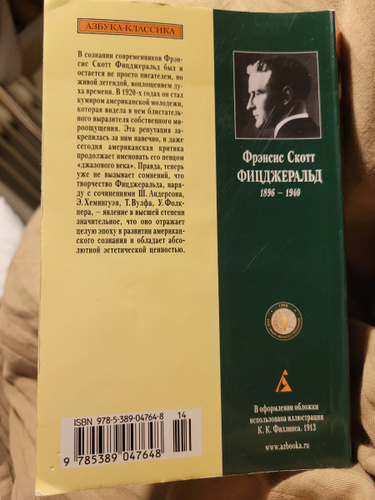 АЗБУКА-КЛАССИКА
В сознании современников Фрэн-
сис Скотт Фицджеральд был и
остается не просто писателем, но
живой легендой, воплощением ду-
ха времени. В 1920-х годах он стал
кумиром американской молодежи,
которая видела в нем блистатель-
ного выразителя собственного ми-
роощущения. Эта репутация за-
крепилась за ним навечно, и даже
сегодня американская критика
продолжает именовать его певцом
«джазового века». Правда, теперь
уже не вызывает сомнений, что
творчество Фицджеральда, наря-
ду с сочинениями Ш. Андерсона,
Э. Хемингуэя, Т. Вулфа, У. Фолк-
нера, – явление в высшей степени
значительное, что оно отражает
целую эпоху в развитии американ-
ского сознания и обладает абсо-
лютной эстетической ценностью.
Фрэнсис Скотт
ФИЦДЖЕРАЛЬД
1896 – 1940
В оформлении обложки
использована иллюстрация
К. К. Филлипса. 1913
www.azbooka.ru
ISBN 978-5-389-04764-8
14
9 785389 047648